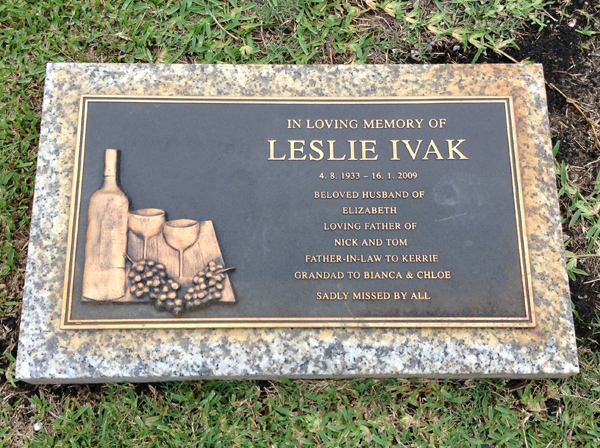 IN LOVING MEMORY OF
LESLIE IVAK
4. 8. 1933 – 16. 1. 2009
BELOVED HUSBAND OF
ELIZABETH
LOVING FATHER OF
NICK AND TOM
FATHER-IN-LAW TO KERRIE
GRANDAD TO BIANCA & CHLOE
SADLY MISSED BY ALL